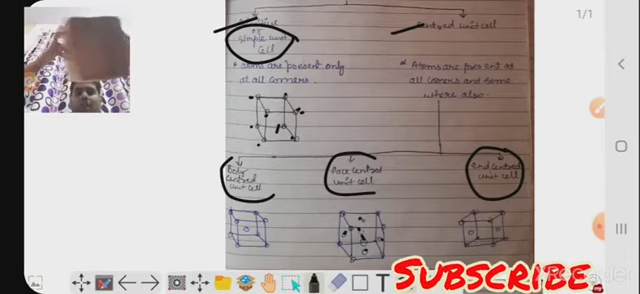 1/1
Centred unit cell
or
simple unit
cell
* atoms are present only
at all corners.
* Atoms are present at
all corners and some
where also.
Body
Centred
unit cell
Face Centred
unit cell
End Centred
unit cell
T
SUBSCRIBE